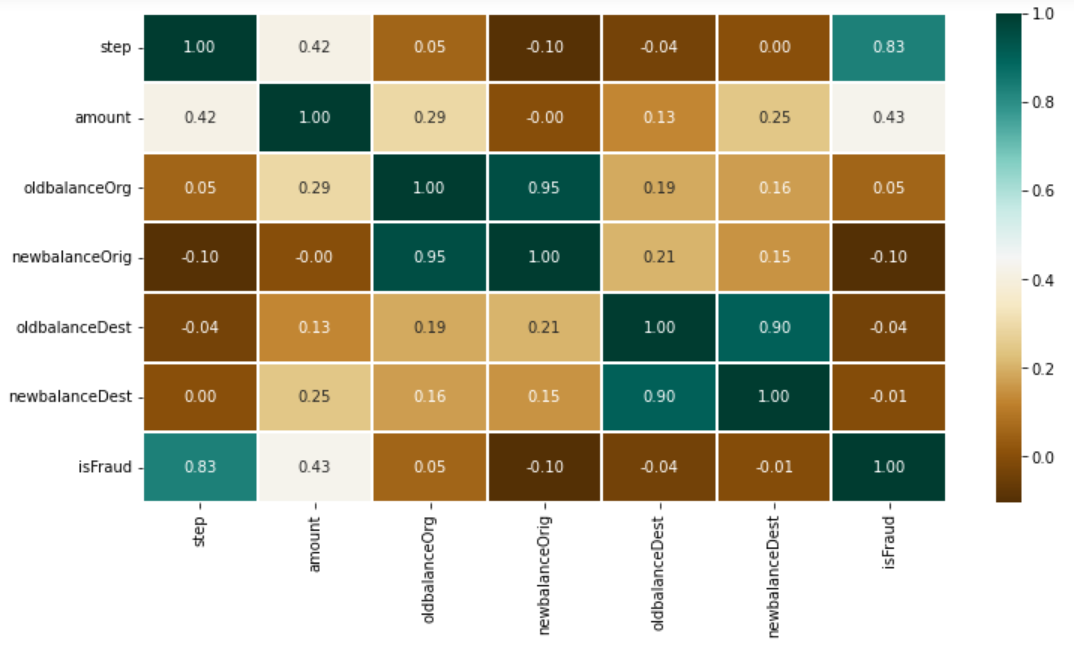 step 1.00 0.42 0.05 -0.10 -0.04 0.00 0.83
amount 0.42 1.00 0.29 -0.00 0.13 0.25 0.43
oldbalanceOrg 0.05 0.29 1.00 0.95 0.19 0.16 0.05
newbalanceOrig -0.10 -0.00 0.95 1.00 0.21 0.15 -0.10
oldbalanceDest -0.04 0.13 0.19 0.21 1.00 0.90 -0.04
newbalanceDest 0.00 0.25 0.16 0.15 0.90 1.00 -0.01
isFraud 0.83 0.43 0.05 -0.10 -0.04 -0.01 1.00
step
amount
oldbalanceOrg
newbalanceOrig
oldbalanceDest
newbalanceDest
isFraud
1.0
0.8
0.6
0.4
0.2
0.0